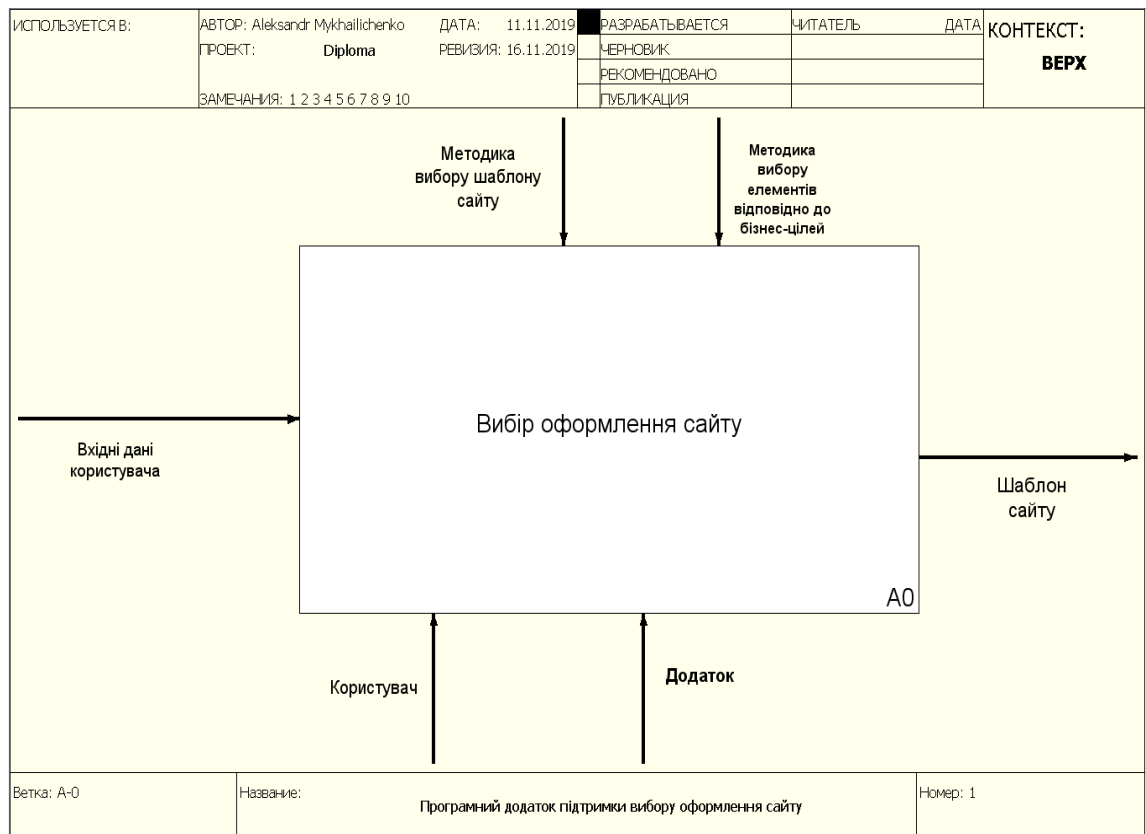 ИСПОЛЬЗУЕТСЯ В:
АВТОР: Aleksandr Mykhailichenko
ДАТА: 11.11.2019
ПРОЕКТ: Diploma
РЕВИЗИЯ: 16.11.2019
ЗАМЕЧАНИЯ: 1 2 3 4 5 6 7 8 9 10
РАЗРАБАТЫВАЕТСЯ
ЧЕРНОВИК
РЕКОМЕНДОВАНО
ПУБЛИКАЦИЯ
ЧИТАТЕЛЬ
ДАТА
КОНТЕКСТ:
ВЕРХ
Методика
вибору шаблону
сайту
Методика
вибору
елементів
відповідно до
бізнес-цілей
Вхідні дані
користувача
Вибір оформлення сайту
A0
Шаблон
сайту
Користувач
Додаток
Ветка: A-0
Название:
Програмний додаток підтримки вибору оформлення сайту
Номер: 1